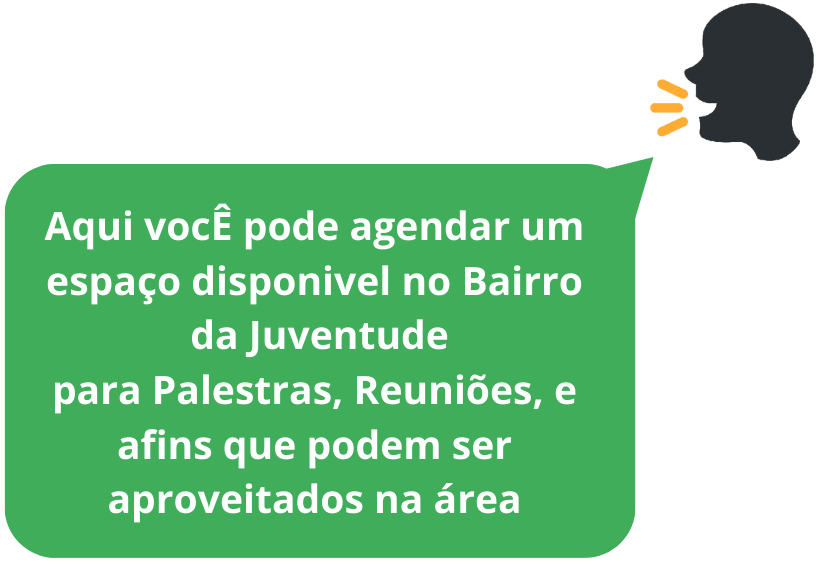 Aqui vocÊ pode agendar um
espaço disponivel no Bairro
da Juventude
para Palestras, Reuniões, e
afins que podem ser
aproveitados na área